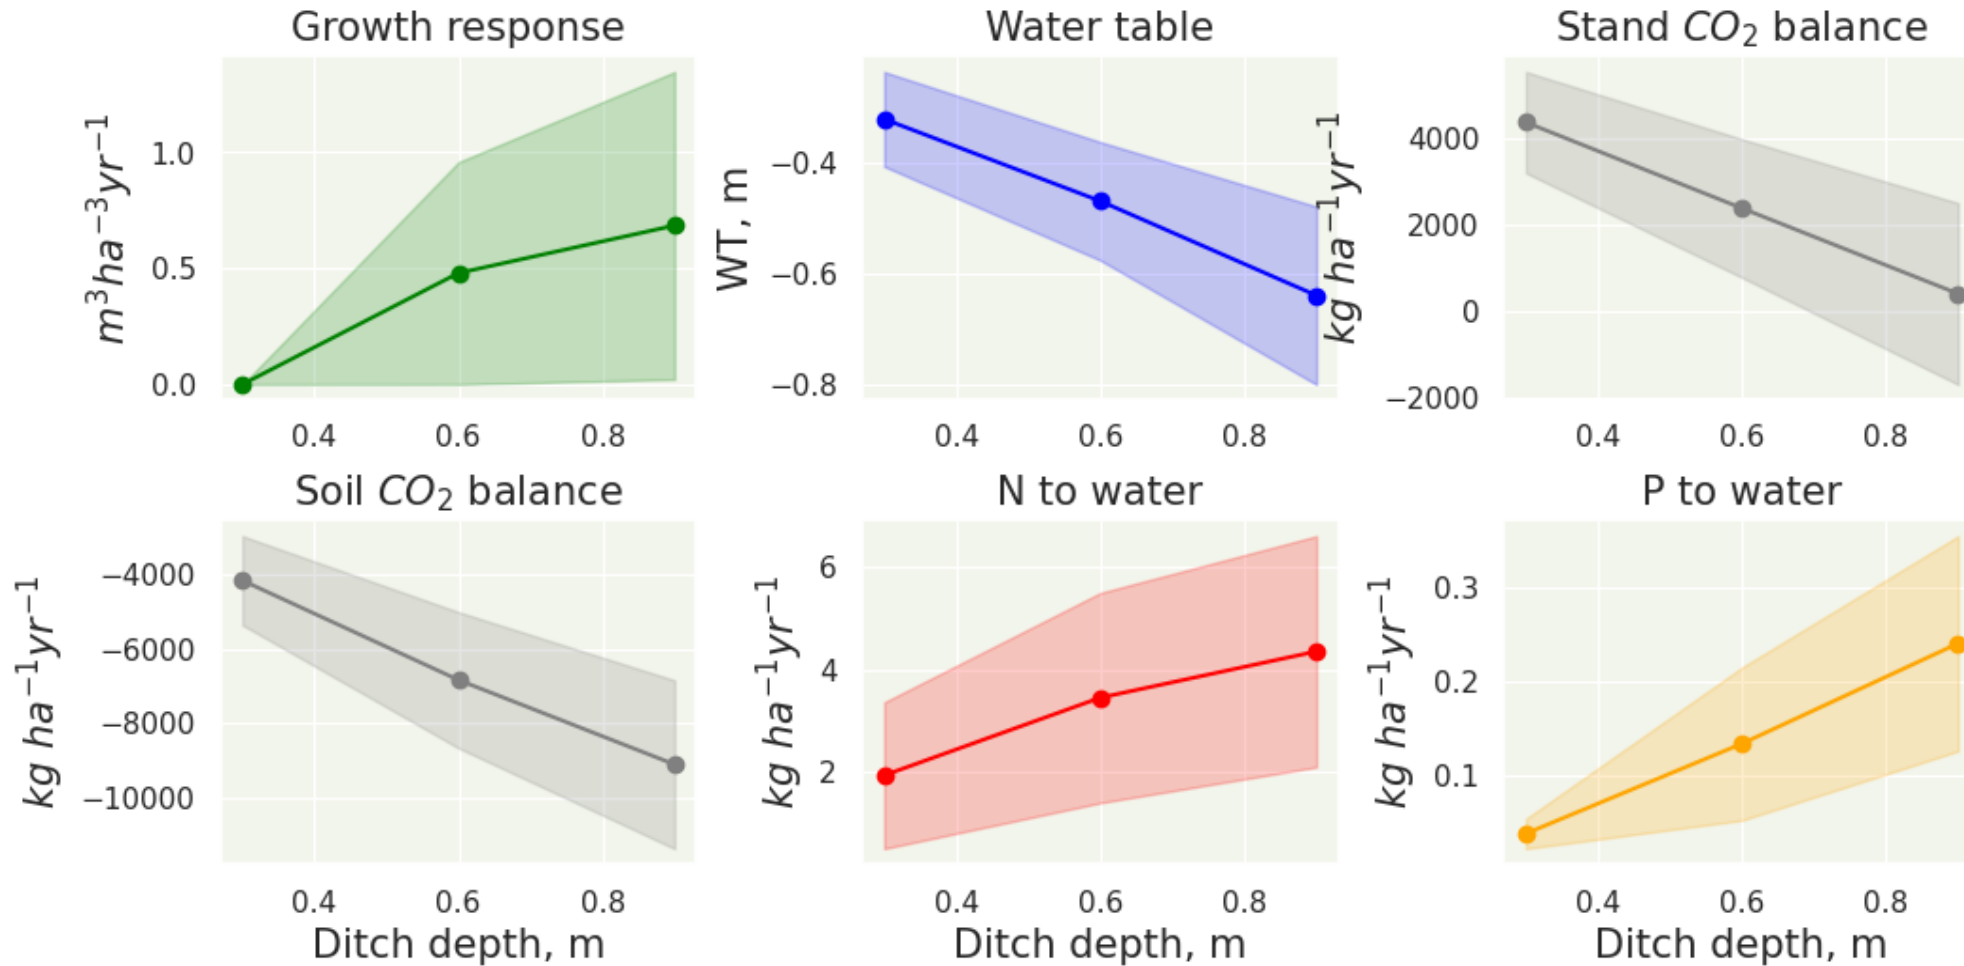 Growth response
m³ha⁻³yr⁻¹
1.0
0.5
0.0
0.4 0.6 0.8
Water table
WT, m
−0.4
−0.6
−0.8
0.4 0.6 0.8
Stand CO₂ balance
kg ha⁻¹yr⁻¹
4000
2000
0
−2000
0.4 0.6 0.8
Soil CO₂ balance
kg ha⁻¹yr⁻¹
−4000
−6000
−8000
−10000
0.4 0.6 0.8
Ditch depth, m
N to water
kg ha⁻¹yr⁻¹
6
4
2
0.4 0.6 0.8
Ditch depth, m
P to water
kg ha⁻¹yr⁻¹
0.3
0.2
0.1
0.4 0.6 0.8
Ditch depth, m